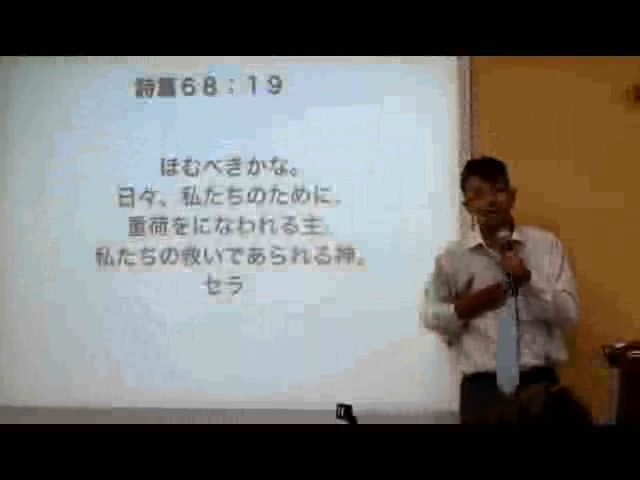 詩篇68：19
ほむべきかな。
日々、私たちのために、
重荷をになわれる主。
私たちの救いであられる神。
セラ